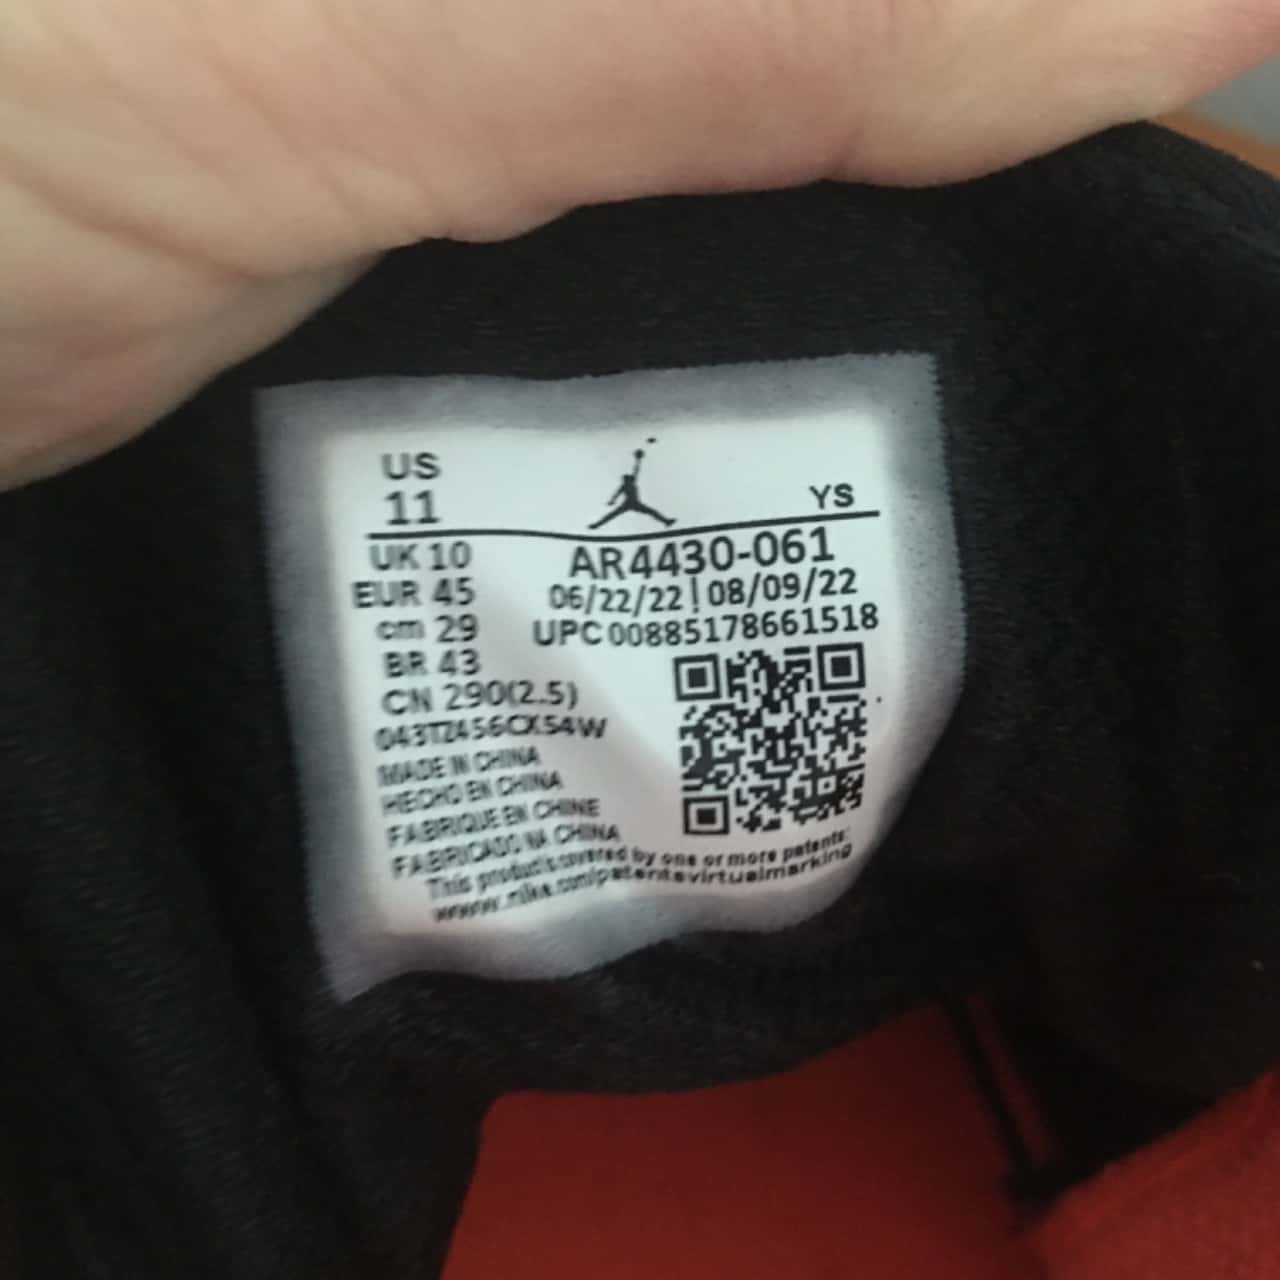 US
11
YS
UK 10
AR4430-061
EUR 45
06/22/22 | 08/09/22
cm 29
UPC 00885178661518
BR 43
CN 290(2.5)
043TZ456CX54W
MADE IN CHINA
HECHO EN CHINA
FABRIQUE EN CHINE
FABRICADO NA CHINA
This product is covered by one or more patents:
www.nike.com/patentsvirtualmarking